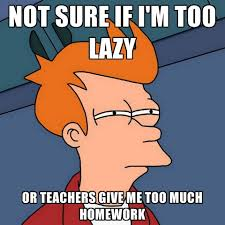 NOT SURE IF I'M TOO
LAZY
OR TEACHERS GIVE ME TOO MUCH
HOMEWORK